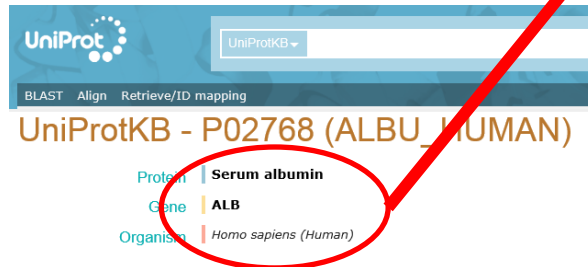 UniProt
UniProtKB
BLAST Align Retrieve/ID mapping
UniProtKB - P02768 (ALBU_HUMAN)
Protein Serum albumin
Gene ALB
Organism Homo sapiens (Human)